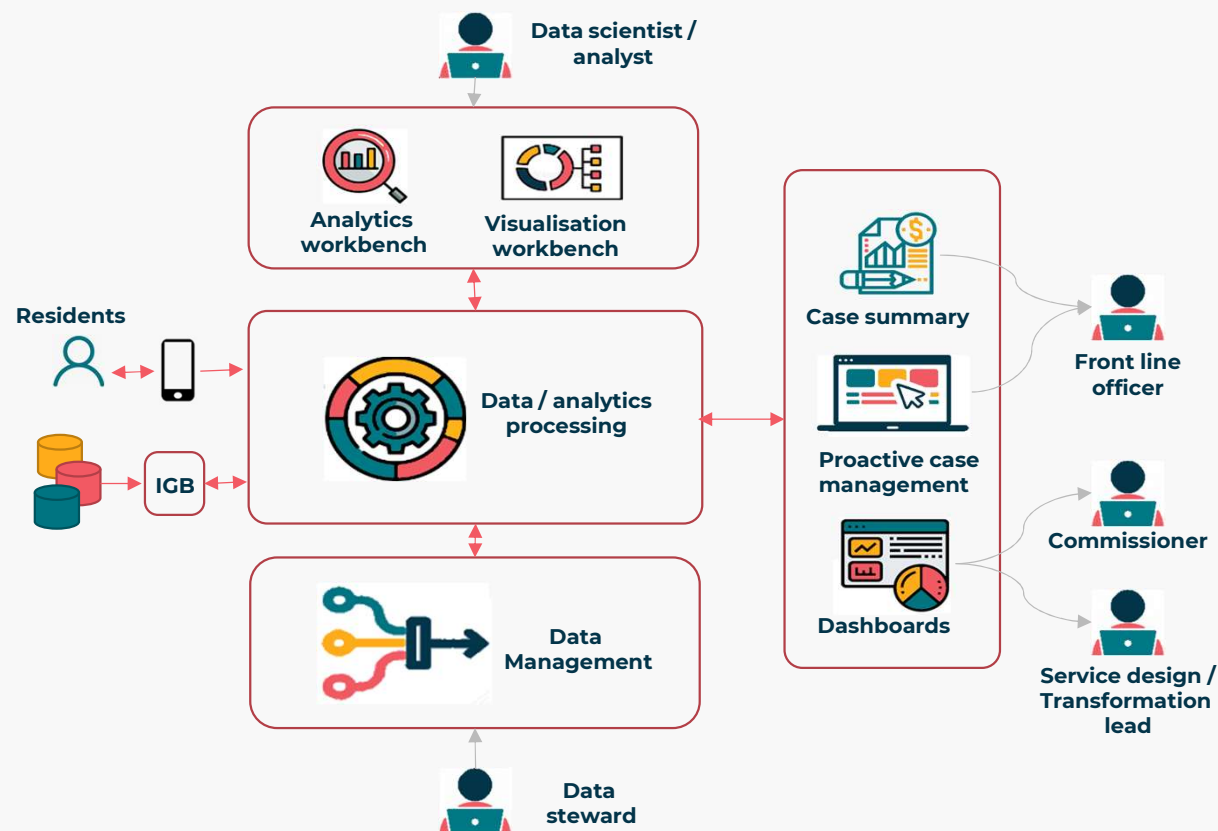 Data scientist /
analyst
Analytics
workbench
Visualisation
workbench
Residents
Data / analytics
processing
IGB
Data
Management
Data
steward
$
Case summary
Proactive case
management
Dashboards
Front line
officer
Commissioner
Service design /
Transformation
lead